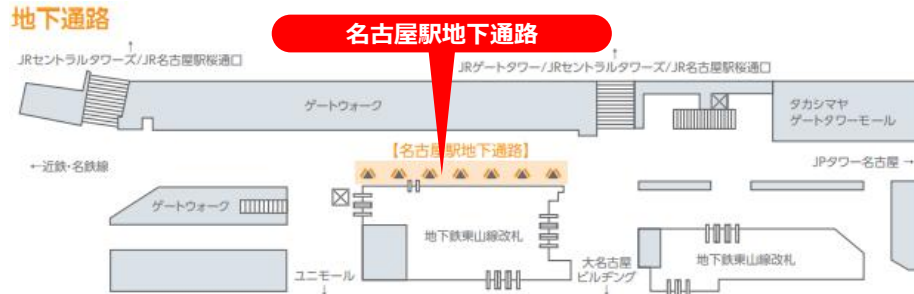 地下通路
名古屋駅地下通路
↑
JRセントラルタワーズ/JR名古屋駅桜通口
↑
JRゲートタワー/JRセントラルタワーズ/JR名古屋駅桜通口
ゲートウォーク
タカシマヤ
ゲートタワーモール
【名古屋駅地下通路】
←近鉄・名鉄線
JPタワー名古屋→
ゲートウォーク
地下鉄東山線改札
地下鉄東山線改札
ユニモール
↓
大名古屋
ビルヂング
↓